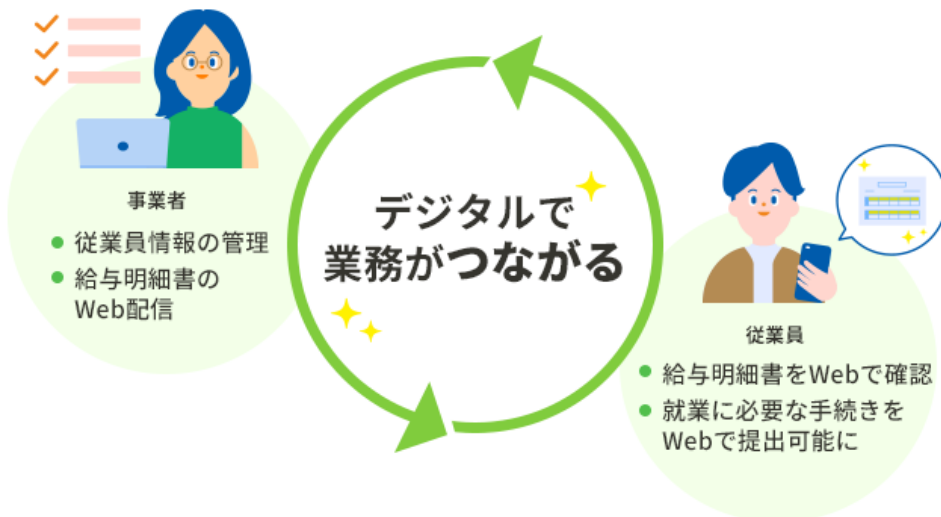 事業者
従業員情報の管理
給与明細書の
Web配信
デジタルで
業務がつながる
従業員
給与明細書をWebで確認
就業に必要な手続きを
Webで提出可能に